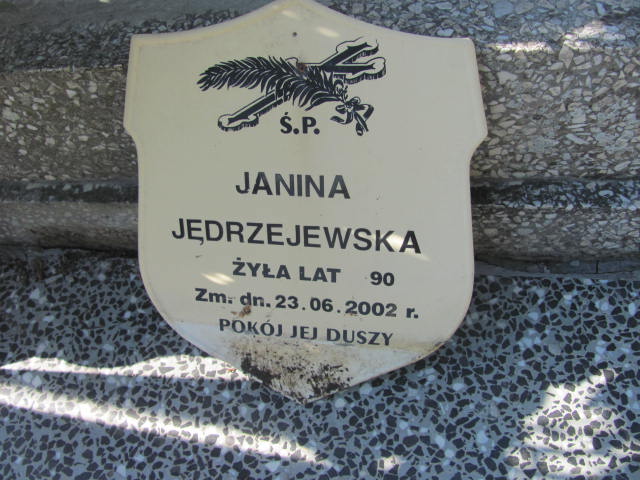 Ś.P.
JANINA
JĘDRZEJEWSKA
ŻYŁA LAT 90
Zm. dn. 23.06.2002 r.
POKÓJ JEJ DUSZY